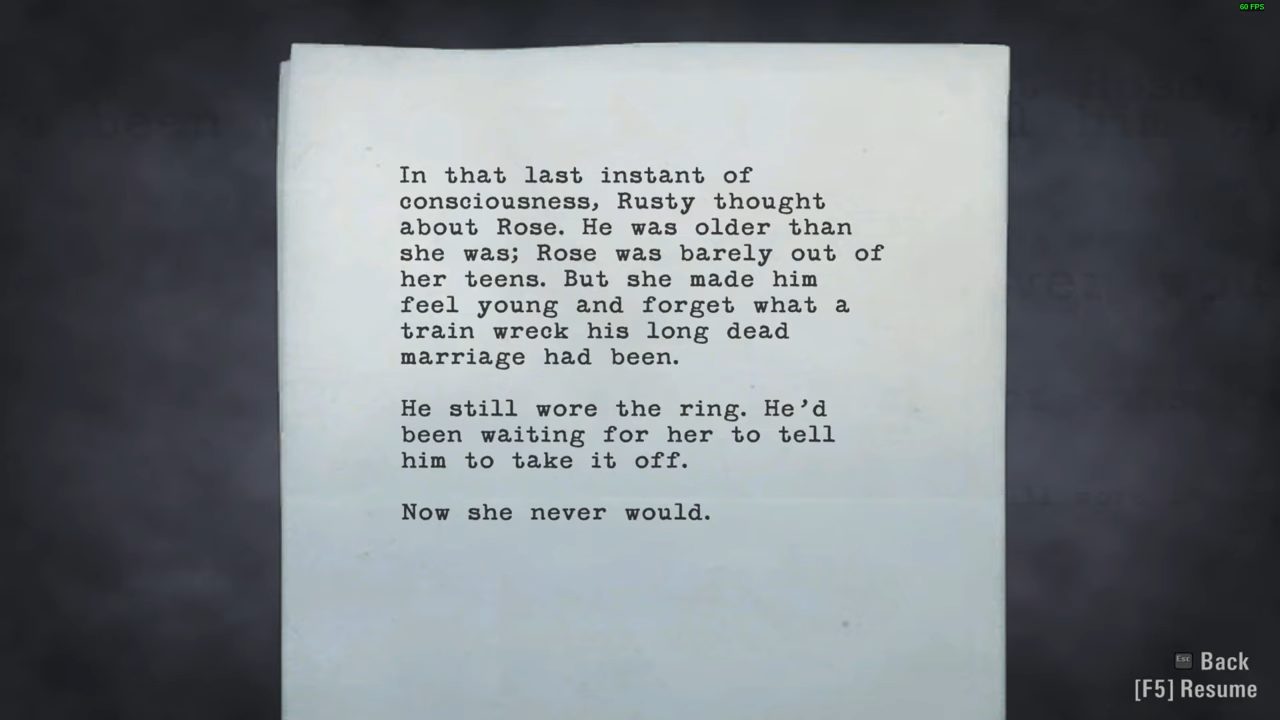 60 FPS
In that last instant of
consciousness, Rusty thought
about Rose. He was older than
she was; Rose was barely out of
her teens. But she made him
feel young and forget what a
train wreck his long dead
marriage had been.
He still wore the ring. He’d
been waiting for her to tell
him to take it off.
Now she never would.
Esc Back
[F5] Resume